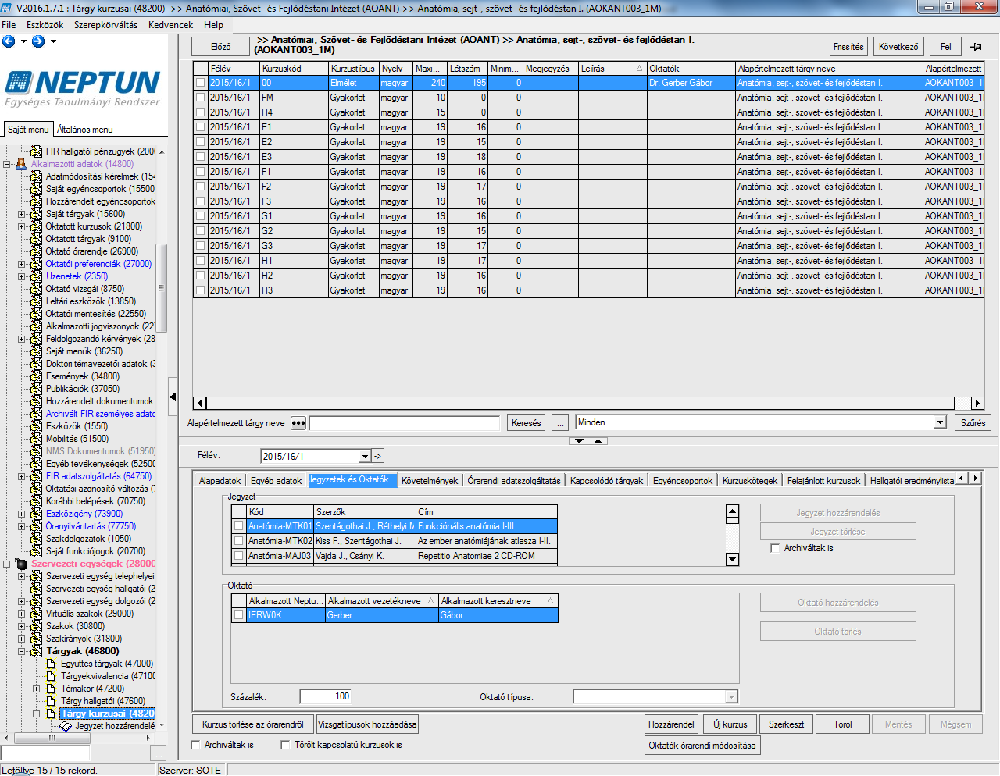 V2016.1.7.1 : Tárgy kurzusai (48200)  >> Anatómiai, Szövet- és Fejlődéstani Intézet (AOANT) >> Anatómia, sejt-, szövet- és fejlődéstan I. (AOKANT003_1M)
File Eszközök Szerepkörváltás Kedvencek Help
NEPTUN
Egységes Tanulmányi Rendszer
Saját menü Általános menü
FIR hallgatói pénzügyek (200
Alkalmazotti adatok (14800)
Adatmódosítási kérelmek (15
Saját egyéncsoportok (15500
Hozzárendelt egyéncsoportok
Saját tárgyak (15600)
Oktatott kurzusok (21800)
Oktatott tárgyak (9100)
Oktató órarendje (26900)
Oktatói preferenciák (27000)
Üzenetek (2350)
Oktató vizsgái (8750)
Leltári eszközök (13850)
Oktatói mentesítés (22550)
Alkalmazotti jogviszonyok (22
Feldolgozandó kérvények (28
Saját menük (36250)
Doktori témavezetői adatok (
Események (34800)
Publikációk (37050)
Hozzárendelt dokumentumok
Archivált FIR személyes adato
Eszközök (1550)
Mobilitás (51500)
NMS Dokumentumok (51950
Egyéb tevékenységek (52500
FIR adatszolgáltatás (64750)
Oktatási azonosító változás (
Korábbi belépések (70750)
Eszközigény (73900)
Óranyilvántartás (77750)
Szakdolgozatok (1050)
Saját funkciójogok (20700)
Szervezeti egységek (28000
Szervezeti egység telephelyei
Szervezeti egység hallgatói (2
Szervezeti egység dolgozói (2
Virtuális szakok (29000)
Szakok (30800)
Szakirányok (31800)
Tárgyak (46800)
Együttes tárgyak (47000)
Tárgyekvivalencia (47100
Témakör (47200)
Tárgy hallgatói (47600)
Tárgy kurzusai (4820
Jegyzet hozzárendelé
...
Előző >> Anatómiai, Szövet- és Fejlődéstani Intézet (AOANT) >> Anatómia, sejt-, szövet- és fejlődéstan I. Frissítés Következő Fel
(AOKANT003_1M)
Félév Kurzuskód Kurzustípus Nyelv Maxi... Létszám Minim... Megjegyzés Leírás Oktatók Alapértelmezett tárgy neve Alapértelmezett t
2015/16/1 00 Elmélet magyar 240 195 0 Dr. Gerber Gábor Anatómia, sejt-, szövet- és fejlődéstan I. AOKANT003_1M
2015/16/1 FM Gyakorlat magyar 10 0 0 Anatómia, sejt-, szövet- és fejlődéstan I. AOKANT003_1M
2015/16/1 H4 Gyakorlat magyar 15 0 0 Anatómia, sejt-, szövet- és fejlődéstan I. AOKANT003_1M
2015/16/1 E1 Gyakorlat magyar 19 16 0 Anatómia, sejt-, szövet- és fejlődéstan I. AOKANT003_1M
2015/16/1 E2 Gyakorlat magyar 19 15 0 Anatómia, sejt-, szövet- és fejlődéstan I. AOKANT003_1M
2015/16/1 E3 Gyakorlat magyar 19 18 0 Anatómia, sejt-, szövet- és fejlődéstan I. AOKANT003_1M
2015/16/1 F1 Gyakorlat magyar 19 16 0 Anatómia, sejt-, szövet- és fejlődéstan I. AOKANT003_1M
2015/16/1 F2 Gyakorlat magyar 19 17 0 Anatómia, sejt-, szövet- és fejlődéstan I. AOKANT003_1M
2015/16/1 F3 Gyakorlat magyar 19 16 0 Anatómia, sejt-, szövet- és fejlődéstan I. AOKANT003_1M
2015/16/1 G1 Gyakorlat magyar 19 16 0 Anatómia, sejt-, szövet- és fejlődéstan I. AOKANT003_1M
2015/16/1 G2 Gyakorlat magyar 19 15 0 Anatómia, sejt-, szövet- és fejlődéstan I. AOKANT003_1M
2015/16/1 G3 Gyakorlat magyar 19 17 0 Anatómia, sejt-, szövet- és fejlődéstan I. AOKANT003_1M
2015/16/1 H1 Gyakorlat magyar 19 17 0 Anatómia, sejt-, szövet- és fejlődéstan I. AOKANT003_1M
2015/16/1 H2 Gyakorlat magyar 19 16 0 Anatómia, sejt-, szövet- és fejlődéstan I. AOKANT003_1M
2015/16/1 H3 Gyakorlat magyar 19 16 0 Anatómia, sejt-, szövet- és fejlődéstan I. AOKANT003_1M
Alapértelmezett tárgy neve Keresés ... Minden Szűrés
Félév: 2015/16/1 ->
Alapadatok Egyéb adatok Jegyzetek és Oktatók Követelmények Órarendi adatszolgáltatás Kapcsolódó tárgyak Egyéncsoportok Kurzuskötegek Felajánlott kurzusok Hallgatói eredménylista
Jegyzet
Kód Szerzők Cím
Anatómia-MTK01 Szentágothai J., Réthelyi M Funkciónális anatómia I-III.
Anatómia-MTK02 Kiss F., Szentágothai J. Az ember anatómiájának atlasza I-II.
Anatómia-MAJ03 Vajda J., Csányi K. Repetitio Anatomiae 2 CD-ROM
Jegyzet hozzárendelés
Jegyzet törlése
Archiváltak is
Oktató
Alkalmazott Neptu... Alkalmazott vezetékneve Alkalmazott keresztneve
IERW0K Gerber Gábor
Oktató hozzárendelés
Oktató törlés
Százalék: 100 Oktató típusa:
Kurzus törlése az órarendről Vizsgatípusok hozzáadása Hozzárendel Új kurzus Szerkeszt Töröl Mentés Mégsem
Archiváltak is Törölt kapcsolatú kurzusok is Oktatók órarendi módosítása
Letöltve 15 / 15 rekord. Szerver: SOTE